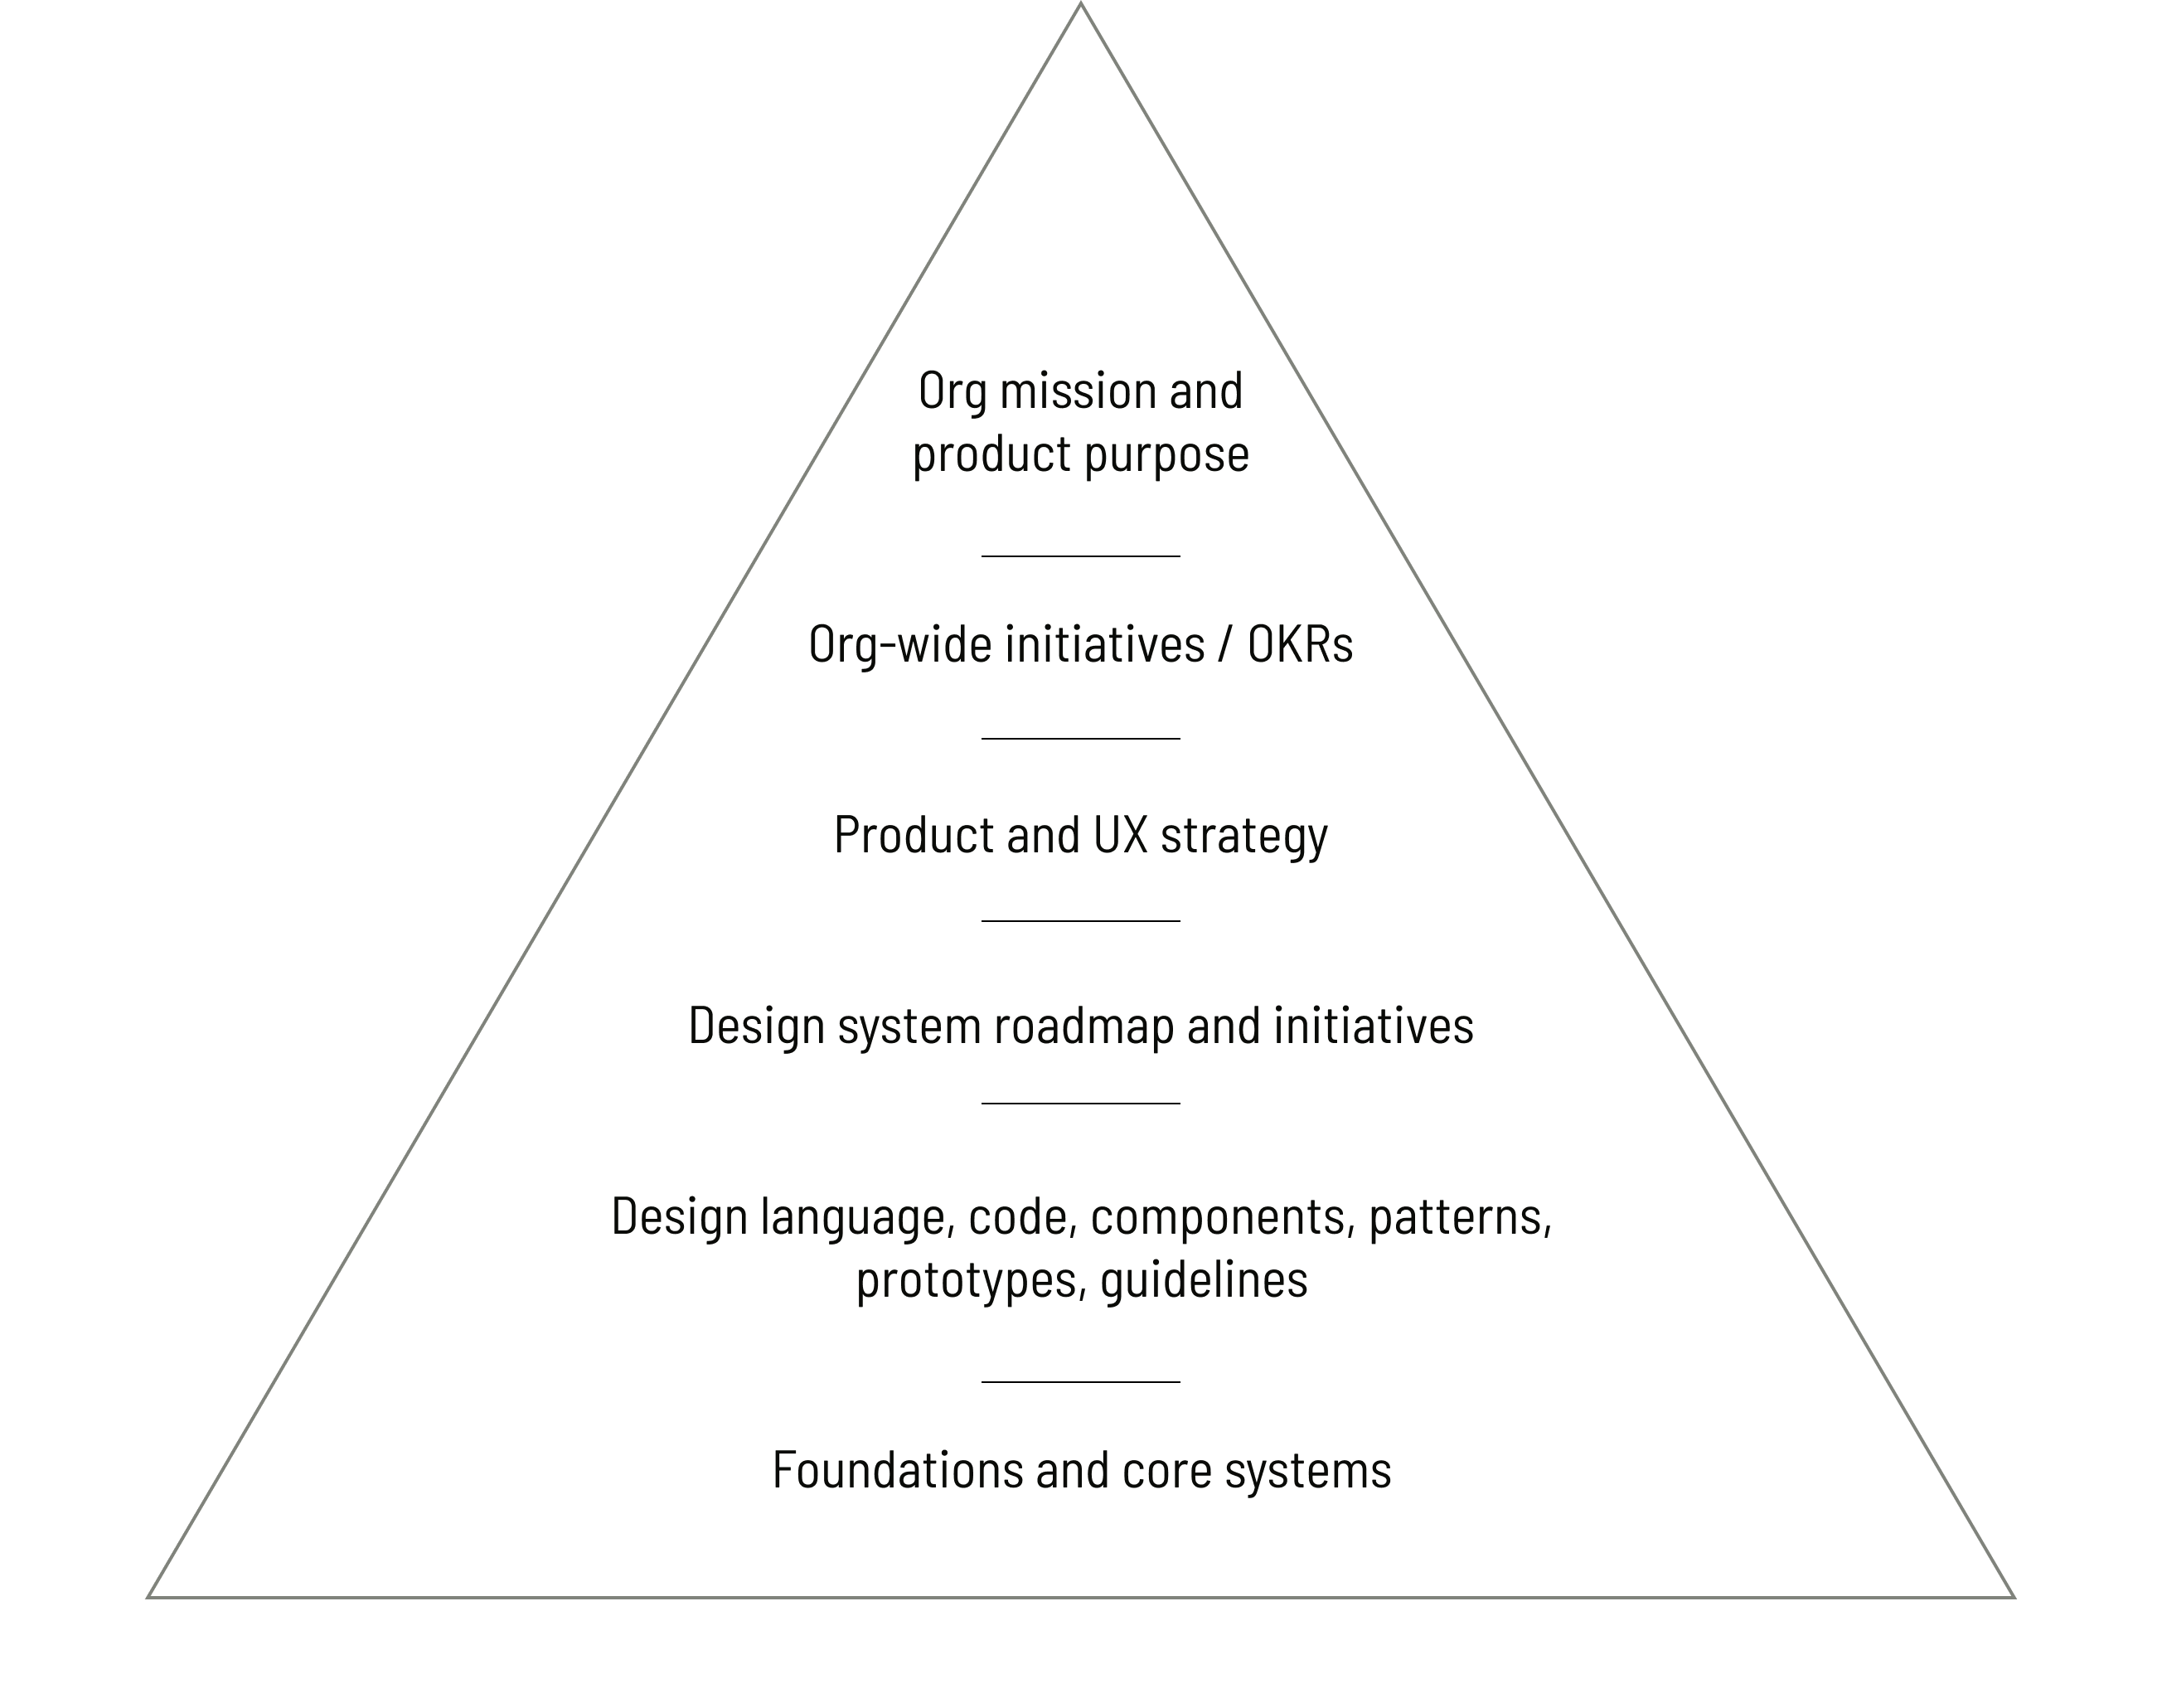 Org mission and
product purpose
Org-wide initiatives / OKRs
Product and UX strategy
Design system roadmap and initiatives
Design language, code, components, patterns,
prototypes, guidelines
Foundations and core systems